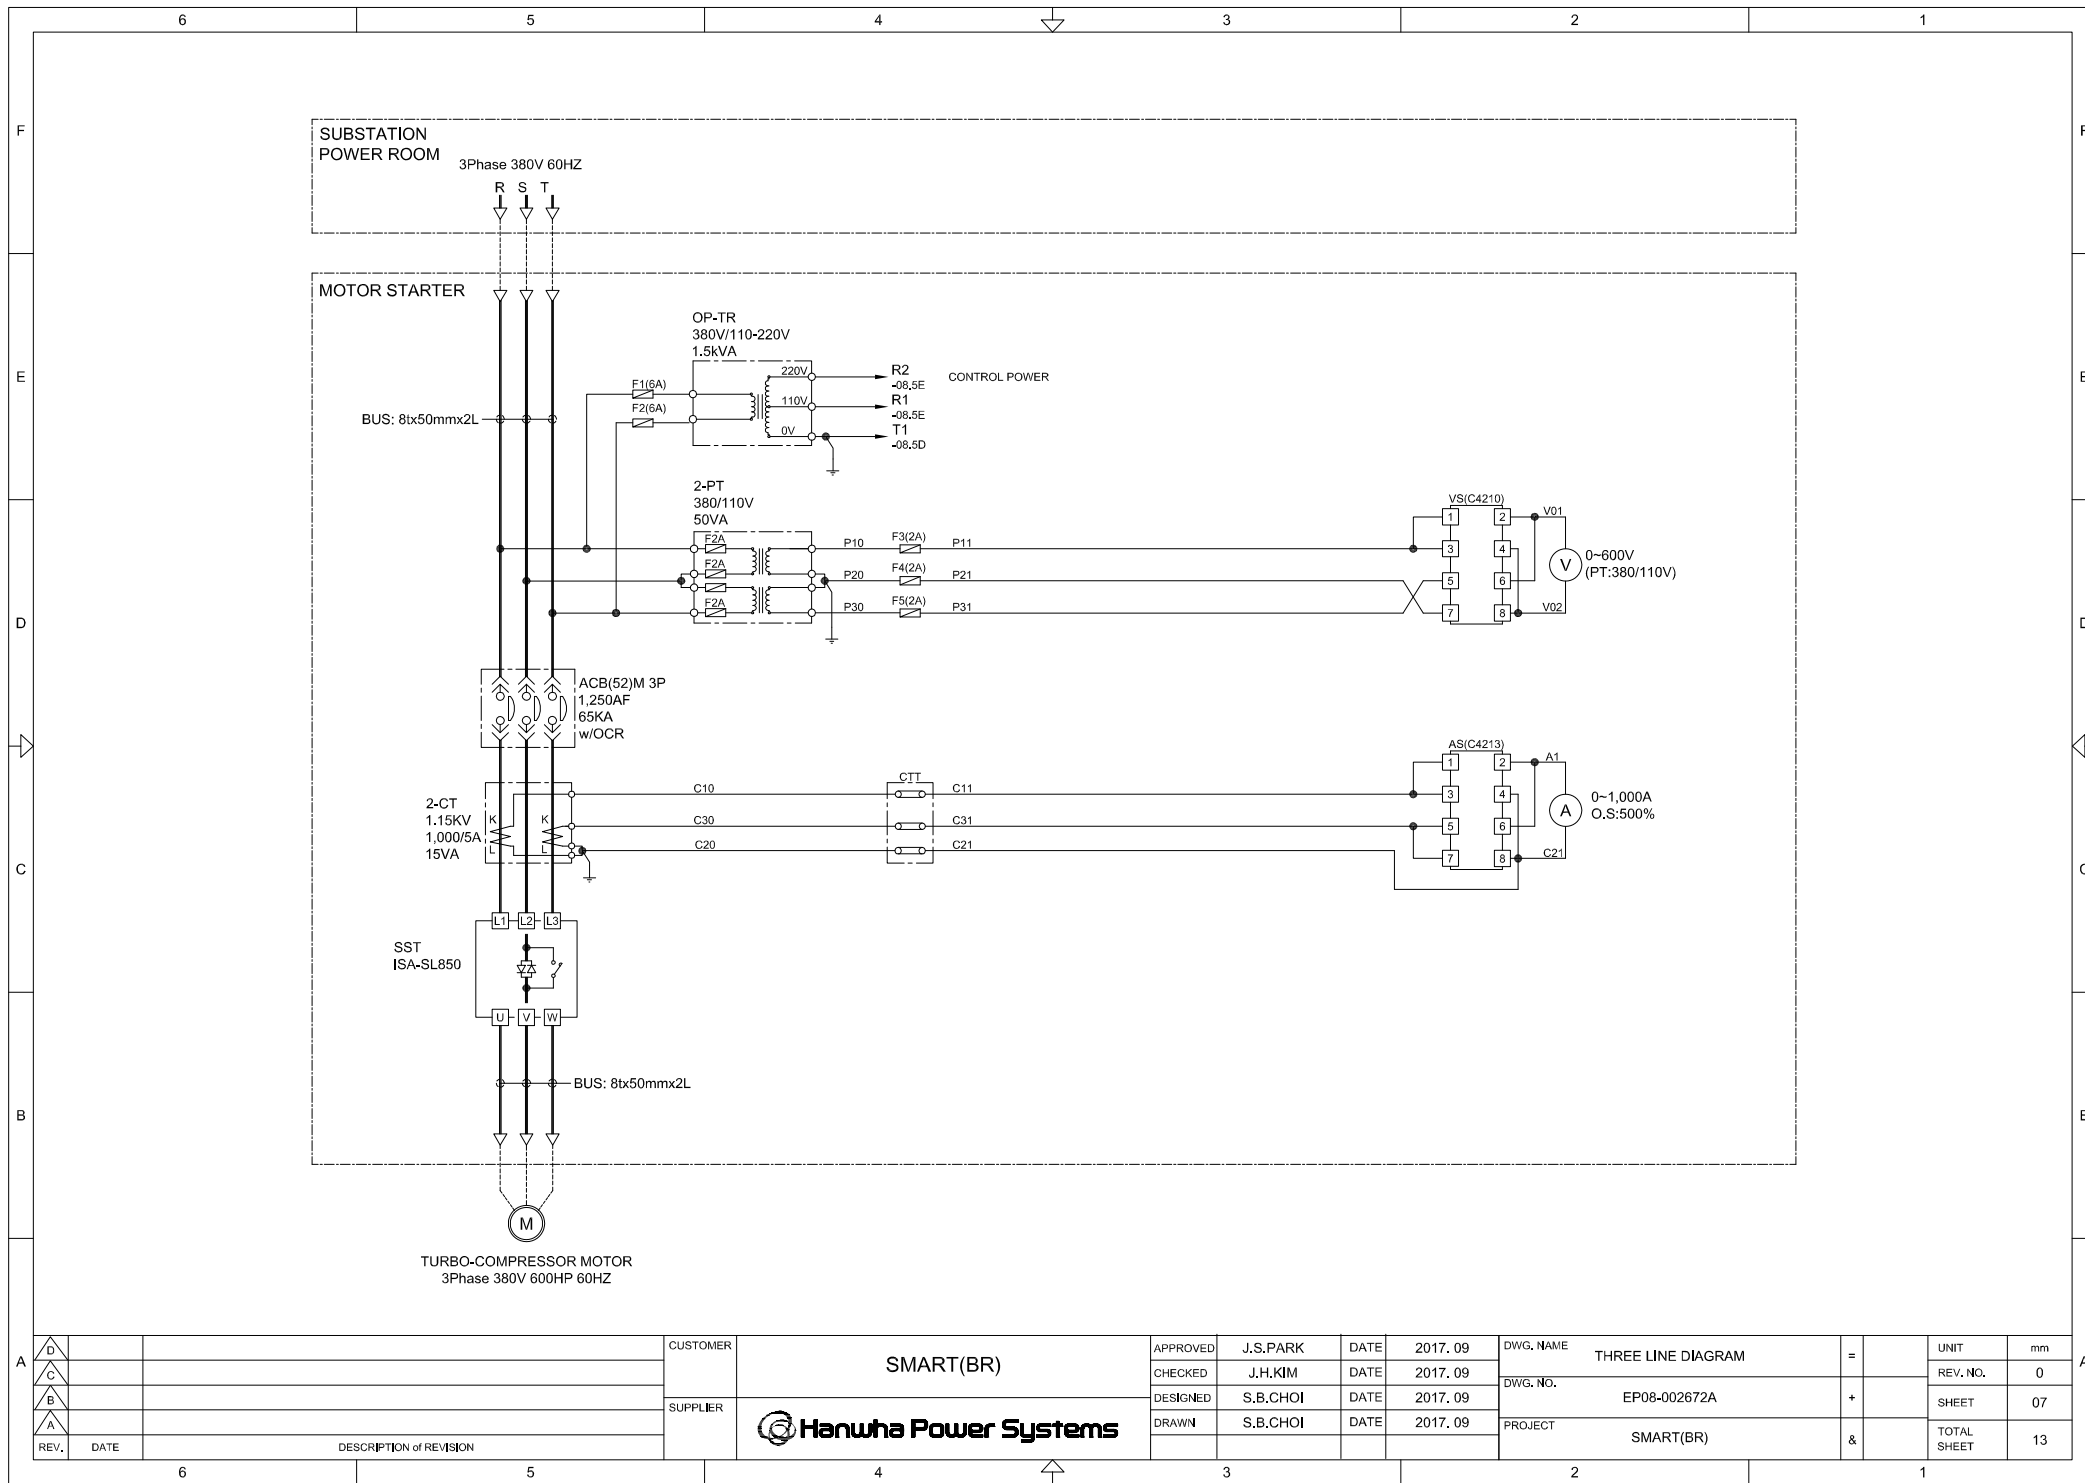 6 5 4 3 2 1
F
E
D
C
B
A
F
E
D
C
B
A
SUBSTATION
POWER ROOM
3Phase 380V 60HZ
R S T
MOTOR STARTER
BUS: 8tx50mmx2L
OP-TR
380V/110-220V
1.5kVA
F1(6A)
F2(6A)
220V
110V
0V
R2
-08.5E
R1
-08.5E
T1
-08.5D
CONTROL POWER
2-PT
380/110V
50VA
F2A
F2A
F2A
P10 F3(2A) P11
P20 F4(2A) P21
P30 F5(2A) P31
VS(C4210)
1 2 V01
3 4
5 6
7 8 V02
V
0~600V
(PT:380/110V)
ACB(52)M 3P
1,250AF
65KA
w/OCR
2-CT
1.15KV
1,000/5A
15VA
K K
L L
CTT
C10 C11
C30 C31
C20 C21
AS(C4213)
1 2 A1
3 4
5 6
7 8 C21
A
0~1,000A
O.S:500%
L1 L2 L3
SST
ISA-SL850
U V W
BUS: 8tx50mmx2L
M
TURBO-COMPRESSOR MOTOR
3Phase 380V 600HP 60HZ
D
C
B
A
REV. DATE DESCRIPTION of REVISION
CUSTOMER
SMART(BR)
SUPPLIER
Hanwha Power Systems
APPROVED J.S.PARK DATE 2017. 09
CHECKED J.H.KIM DATE 2017. 09
DESIGNED S.B.CHOI DATE 2017. 09
DRAWN S.B.CHOI DATE 2017. 09
DWG. NAME
THREE LINE DIAGRAM
DWG. NO.
EP08-002672A
PROJECT
SMART(BR)
=
+
&
UNIT mm
REV. NO. 0
SHEET 07
TOTAL
SHEET
13
6 5 4 3 2 1